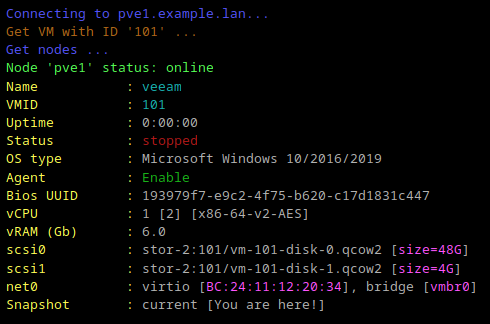 Connecting to pve1.example.lan...
Get VM with ID '101' ...
Get nodes ...
Node 'pve1' status: online
Name : veeam
VMID : 101
Uptime : 0:00:00
Status : stopped
OS type : Microsoft Windows 10/2016/2019
Agent : Enable
Bios UUID : 193979f7-e9c2-4f75-b620-c17d1831c447
vCPU : 1 [2] [x86-64-v2-AES]
vRAM (Gb) : 6.0
scsi0 : stor-2:101/vm-101-disk-0.qcow2 [size=48G]
scsi1 : stor-2:101/vm-101-disk-1.qcow2 [size=4G]
net0 : virtio [BC:24:11:12:20:34], bridge [vmbr0]
Snapshot : current [You are here!]